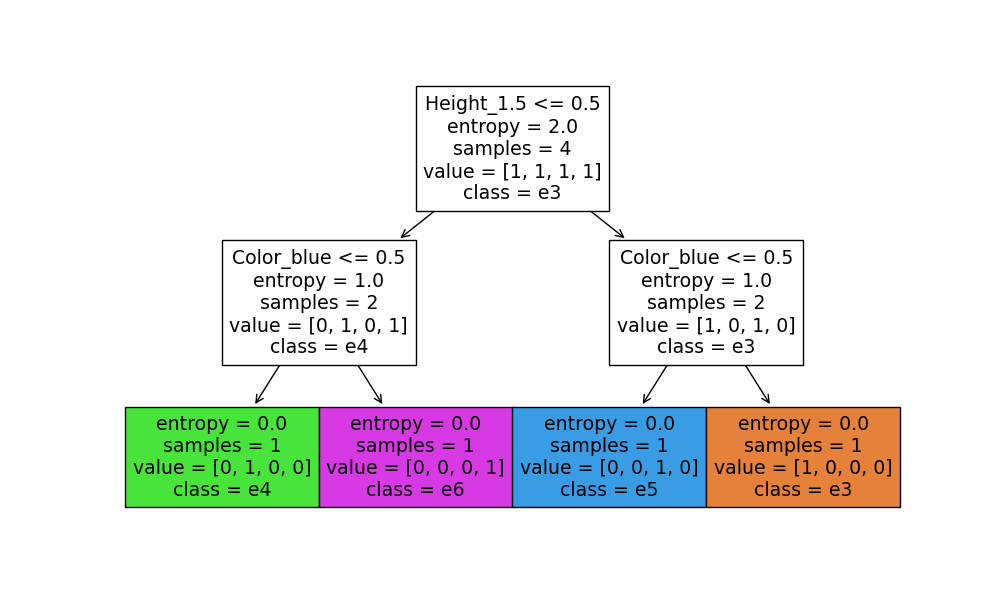 Height_1.5 <= 0.5
entropy = 2.0
samples = 4
value = [1, 1, 1, 1]
class = e3
Color_blue <= 0.5
entropy = 1.0
samples = 2
value = [0, 1, 0, 1]
class = e4
Color_blue <= 0.5
entropy = 1.0
samples = 2
value = [1, 0, 1, 0]
class = e3
entropy = 0.0
samples = 1
value = [0, 1, 0, 0]
class = e4
entropy = 0.0
samples = 1
value = [0, 0, 0, 1]
class = e6
entropy = 0.0
samples = 1
value = [0, 0, 1, 0]
class = e5
entropy = 0.0
samples = 1
value = [1, 0, 0, 0]
class = e3